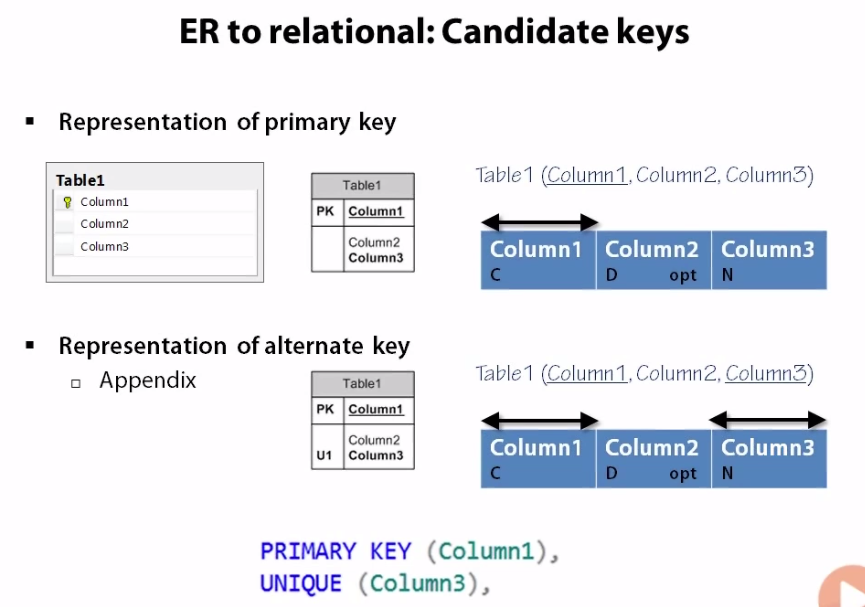 ER to relational: Candidate keys
▪ Representation of primary key
Table1
Column1
Column2
Column3
Table1
PK Column1
Column2
Column3
Table1 (Column1, Column2, Column3)
Column1 Column2 Column3
C D opt N
▪ Representation of alternate key
▫ Appendix
Table1
PK Column1
Column2
U1 Column3
Table1 (Column1, Column2, Column3)
Column1 Column2 Column3
C D opt N
PRIMARY KEY (Column1),
UNIQUE (Column3),